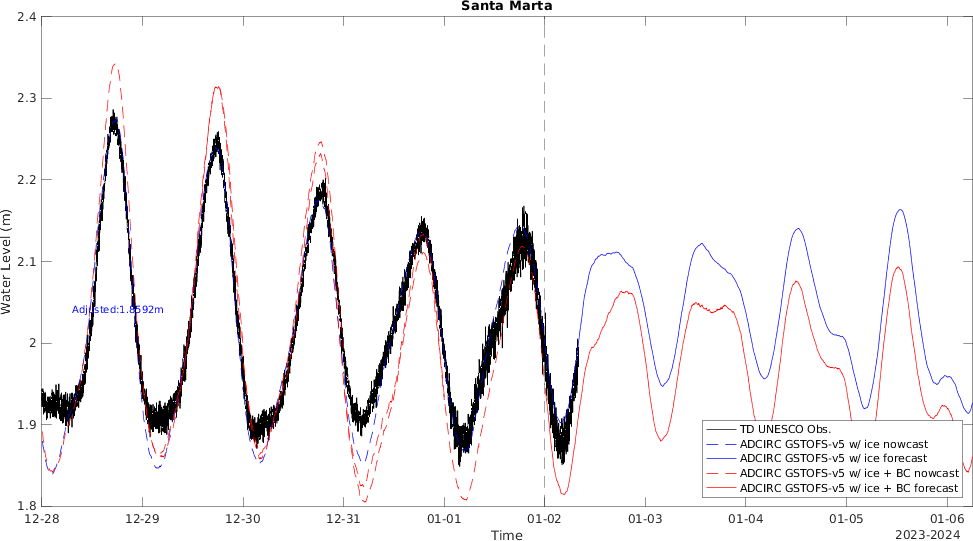 Santa Marta
2.4
2.3
2.2
2.1
2
1.9
1.8
Water Level (m)
Adjusted:1.8592m
TD UNESCO Obs.
ADCIRC GSTOFS-v5 w/ ice nowcast
ADCIRC GSTOFS-v5 w/ ice forecast
ADCIRC GSTOFS-v5 w/ ice + BC nowcast
ADCIRC GSTOFS-v5 w/ ice + BC forecast
12-28 12-29 12-30 12-31 01-01 01-02 01-03 01-04 01-05 01-06
Time
2023-2024